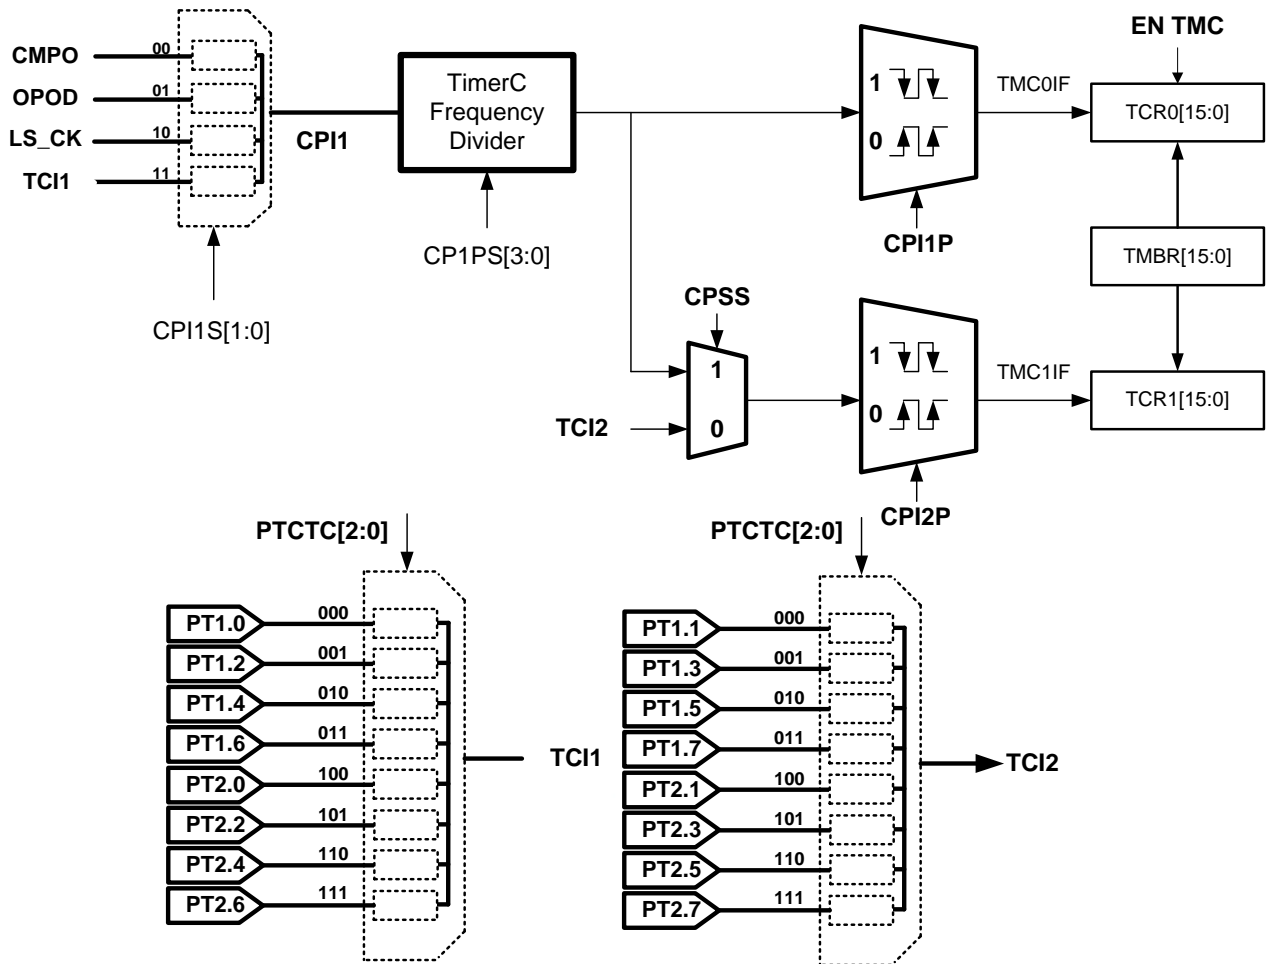 EN TMC
CMPO 00
OPOD 01
LS_CK 10
TCI1 11
CPI1
CPI1S[1:0]
TimerC
Frequency
Divider
CP1PS[3:0]
1
0
CPI1P
TMC0IF
TCR0[15:0]
TMBR[15:0]
CPSS
1
0
TCI2
1
0
CPI2P
TMC1IF
TCR1[15:0]
PTCTC[2:0]
PT1.0 000
PT1.2 001
PT1.4 010
PT1.6 011
PT2.0 100
PT2.2 101
PT2.4 110
PT2.6 111
TCI1
PTCTC[2:0]
PT1.1 000
PT1.3 001
PT1.5 010
PT1.7 011
PT2.1 100
PT2.3 101
PT2.5 110
PT2.7 111
TCI2